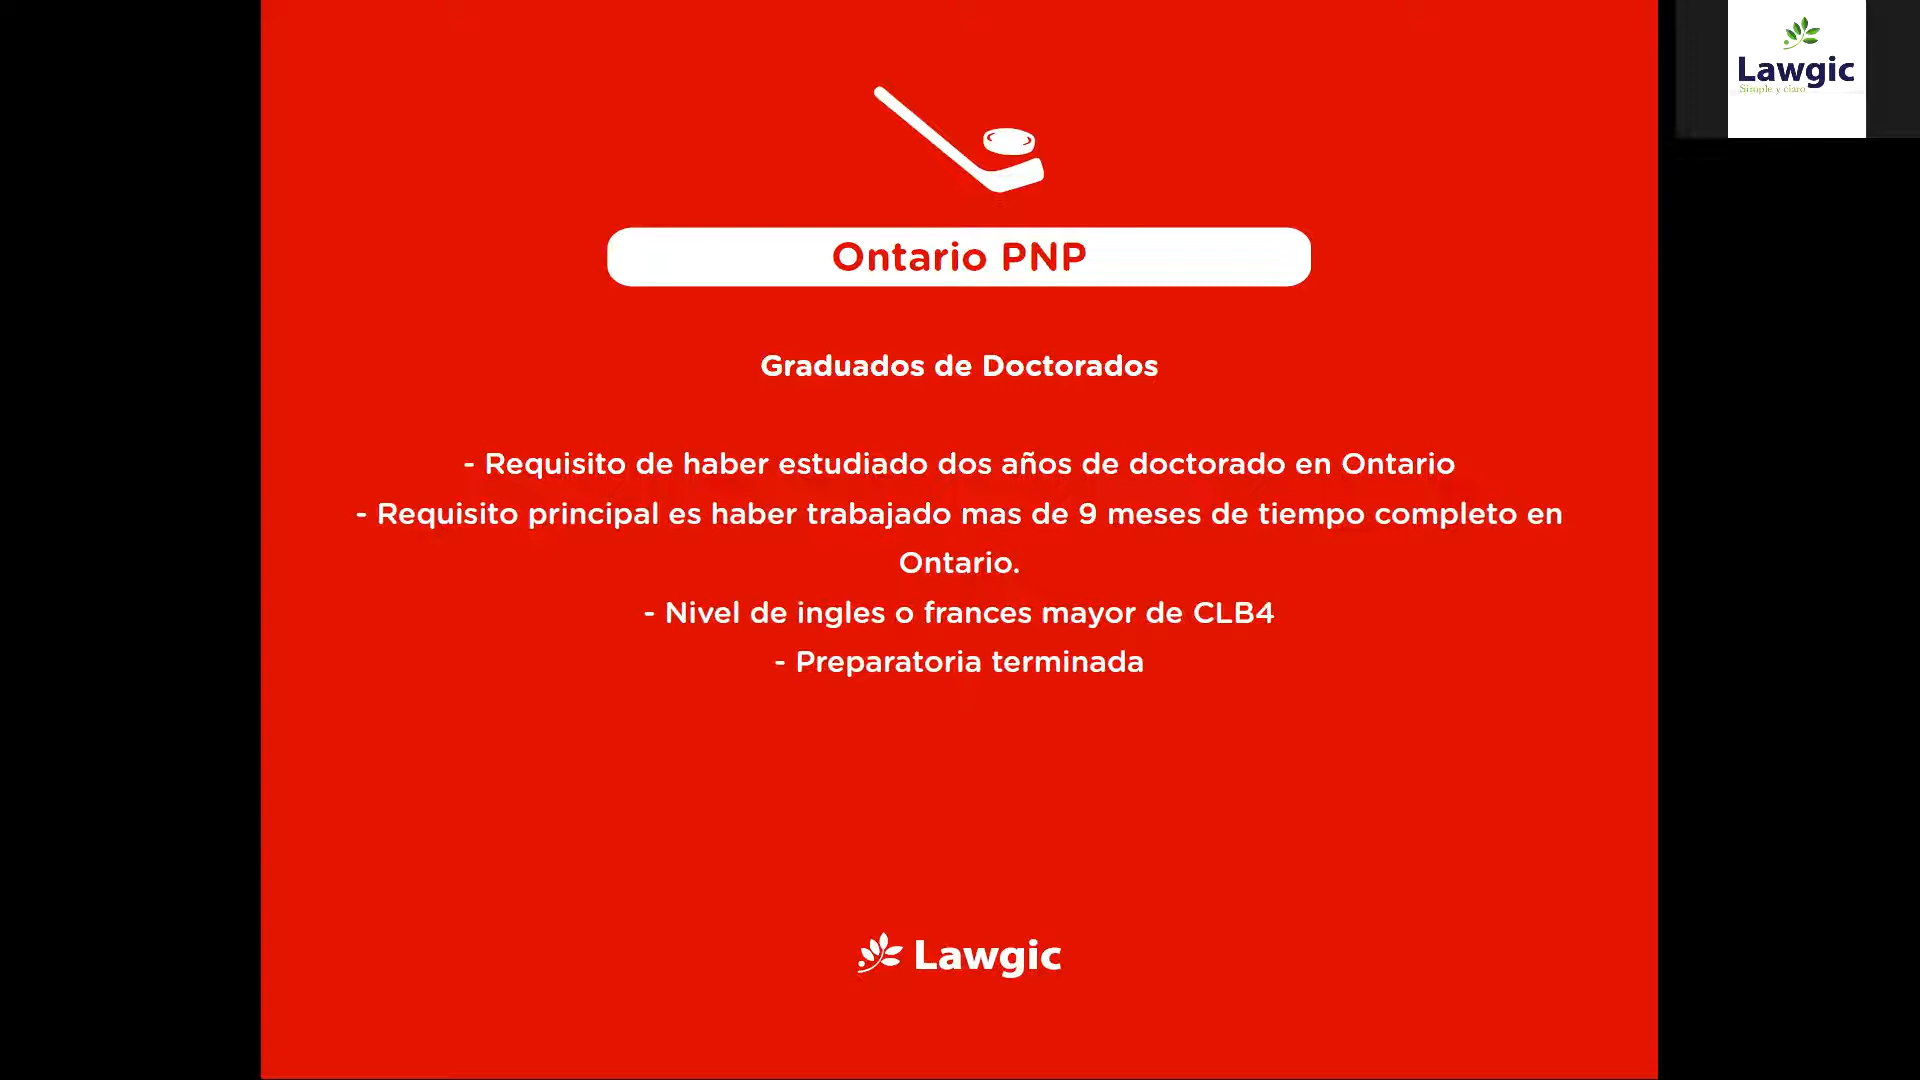 Lawgic
Simple y claro
Ontario PNP
Graduados de Doctorados
- Requisito de haber estudiado dos años de doctorado en Ontario
- Requisito principal es haber trabajado mas de 9 meses de tiempo completo en
Ontario.
- Nivel de ingles o frances mayor de CLB4
- Preparatoria terminada
Lawgic